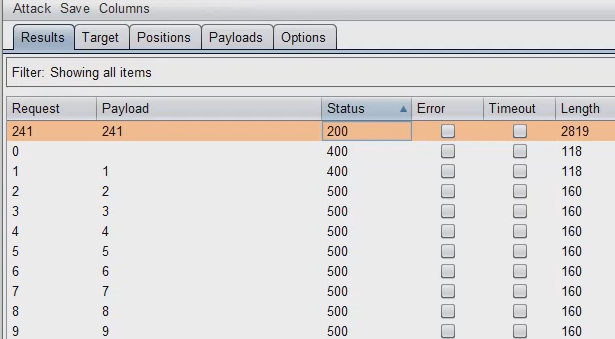 Attack Save Columns
Results Target Positions Payloads Options
Filter: Showing all items
Request Payload Status Error Timeout Length
241 241 200 2819
0 400 118
1 1 400 118
2 2 500 160
3 3 500 160
4 4 500 160
5 5 500 160
6 6 500 160
7 7 500 160
8 8 500 160
9 9 500 160